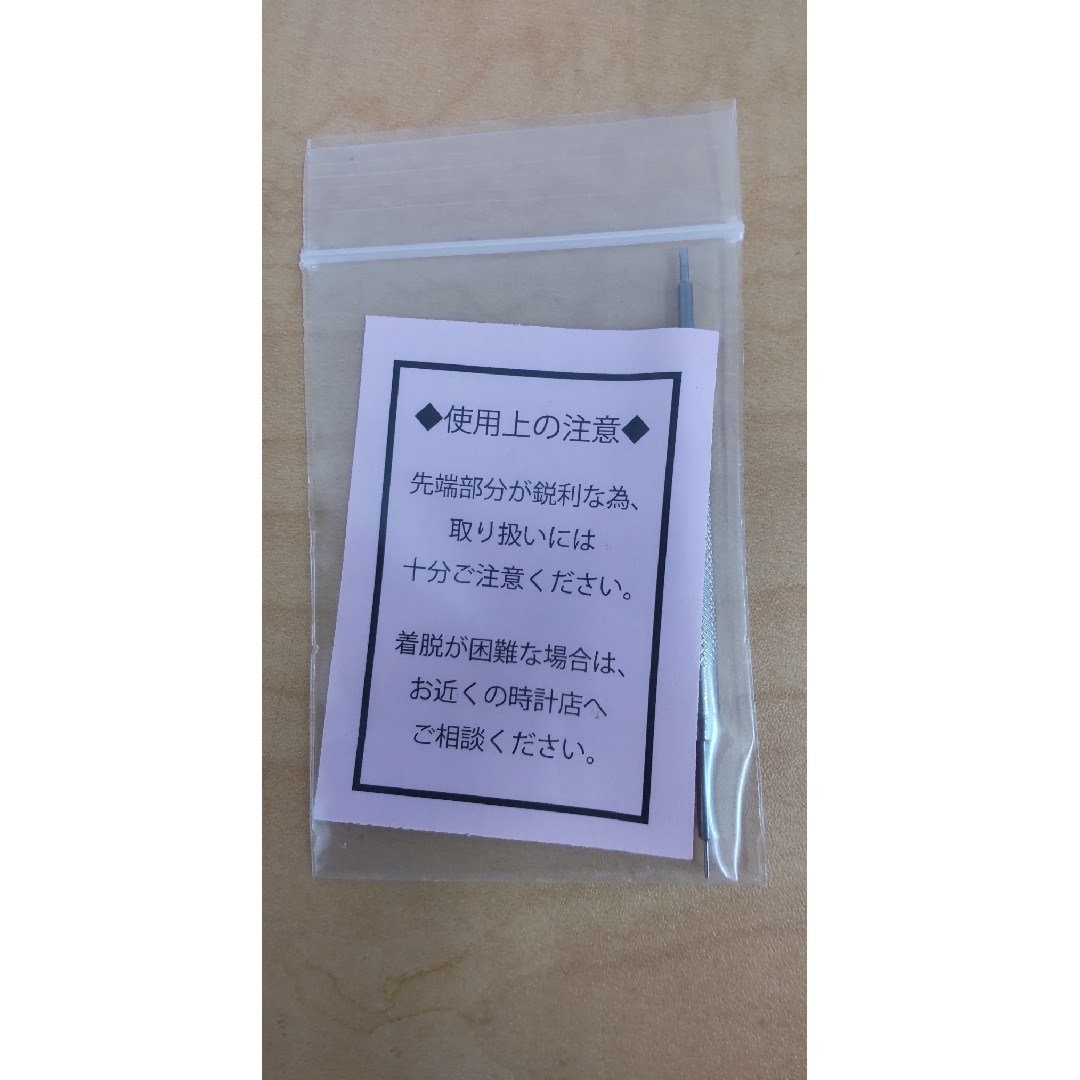 ◆使用上の注意◆
先端部分が鋭利な為、
取り扱いには
十分ご注意ください。
着脱が困難な場合は、
お近くの時計店へ
ご相談ください。